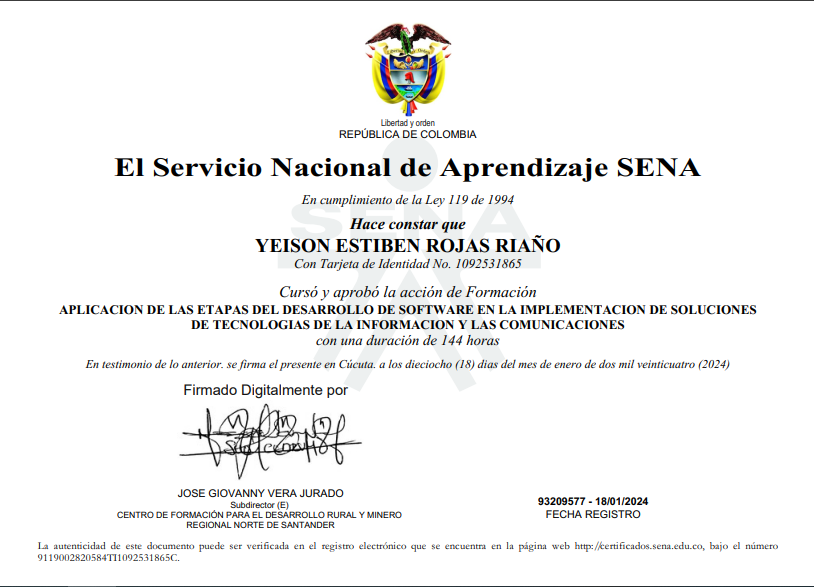 Libertad y orden
REPÚBLICA DE COLOMBIA
El Servicio Nacional de Aprendizaje SENA
En cumplimiento de la Ley 119 de 1994
SENA
Hace constar que
YEISON ESTIBEN ROJAS RIAÑO
Con Tarjeta de Identidad No. 1092531865
Cursó y aprobó la acción de Formación
APLICACION DE LAS ETAPAS DEL DESARROLLO DE SOFTWARE EN LA IMPLEMENTACION DE SOLUCIONES
DE TECNOLOGIAS DE LA INFORMACION Y LAS COMUNICACIONES
con una duración de 144 horas
En testimonio de lo anterior. se firma el presente en Cúcuta. a los dieciocho (18) dias del mes de enero de dos mil veinticuatro (2024)
Firmado Digitalmente por
JOSE GIOVANNY VERA JURADO
Subdirector (E)
CENTRO DE FORMACIÓN PARA EL DESARROLLO RURAL Y MINERO
REGIONAL NORTE DE SANTANDER
93209577 - 18/01/2024
FECHA REGISTRO
La autenticidad de este documento puede ser verificada en el registro electrónico que se encuentra en la página web http://certificados.sena.edu.co, bajo el número
9119002820584TI1092531865C.